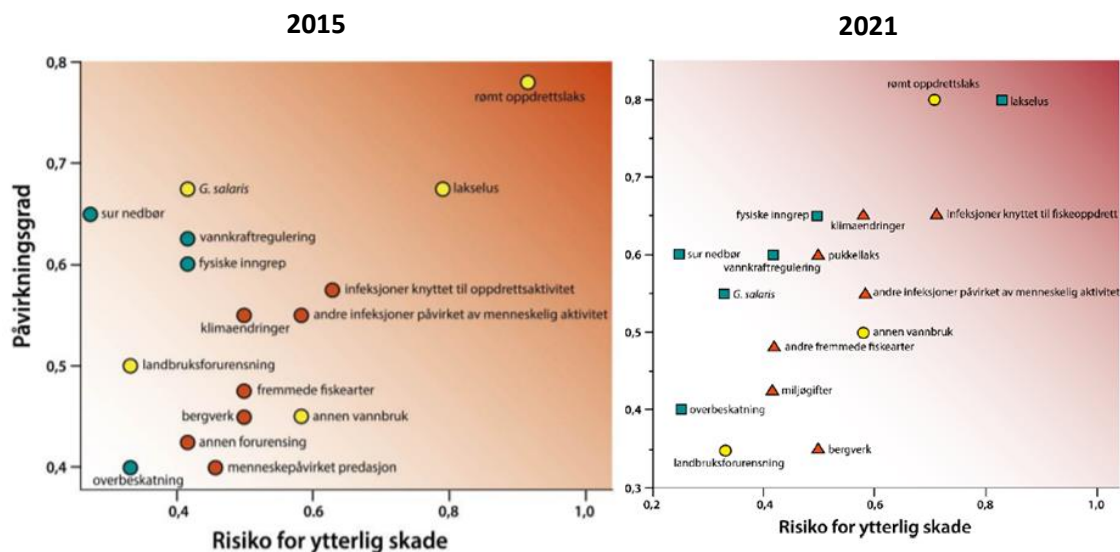 2015
2021
0,8
0,7
0,6
0,5
0,4
Påvirkningsgrad
rømt oppdrettslaks
G. salaris
lakselus
sur nedbør
vannkraftregulering
fysiske inngrep
infeksjoner knyttet til oppdretsaktivitet
klimaendringer
andre infeksjoner påvirket av menneskelig aktivitet
landbruksforurensning
fremmede fiskearter
bergverk
annen vannbruk
annen forurensing
overbeskatning
menneskepåvirket predasjon
0,4 0,6 0,8 1,0
Risiko for ytterlig skade
0,8
0,7
0,6
0,5
0,4
0,3
rømt oppdrettslaks
lakselus
fysiske inngrep
klimaendringer
infeksjoner knyttet til fiskeoppdrett
sur nedbør
vannkraftregulering
pukkellaks
G. salaris
andre infeksjoner påvirket av menneskelig aktivitet
annen vannbruk
andre fremmede fiskearter
miljøgifter
overbeskatning
landbruksforurensning
bergverk
0,2 0,4 0,6 0,8 1,0
Risiko for ytterlig skade